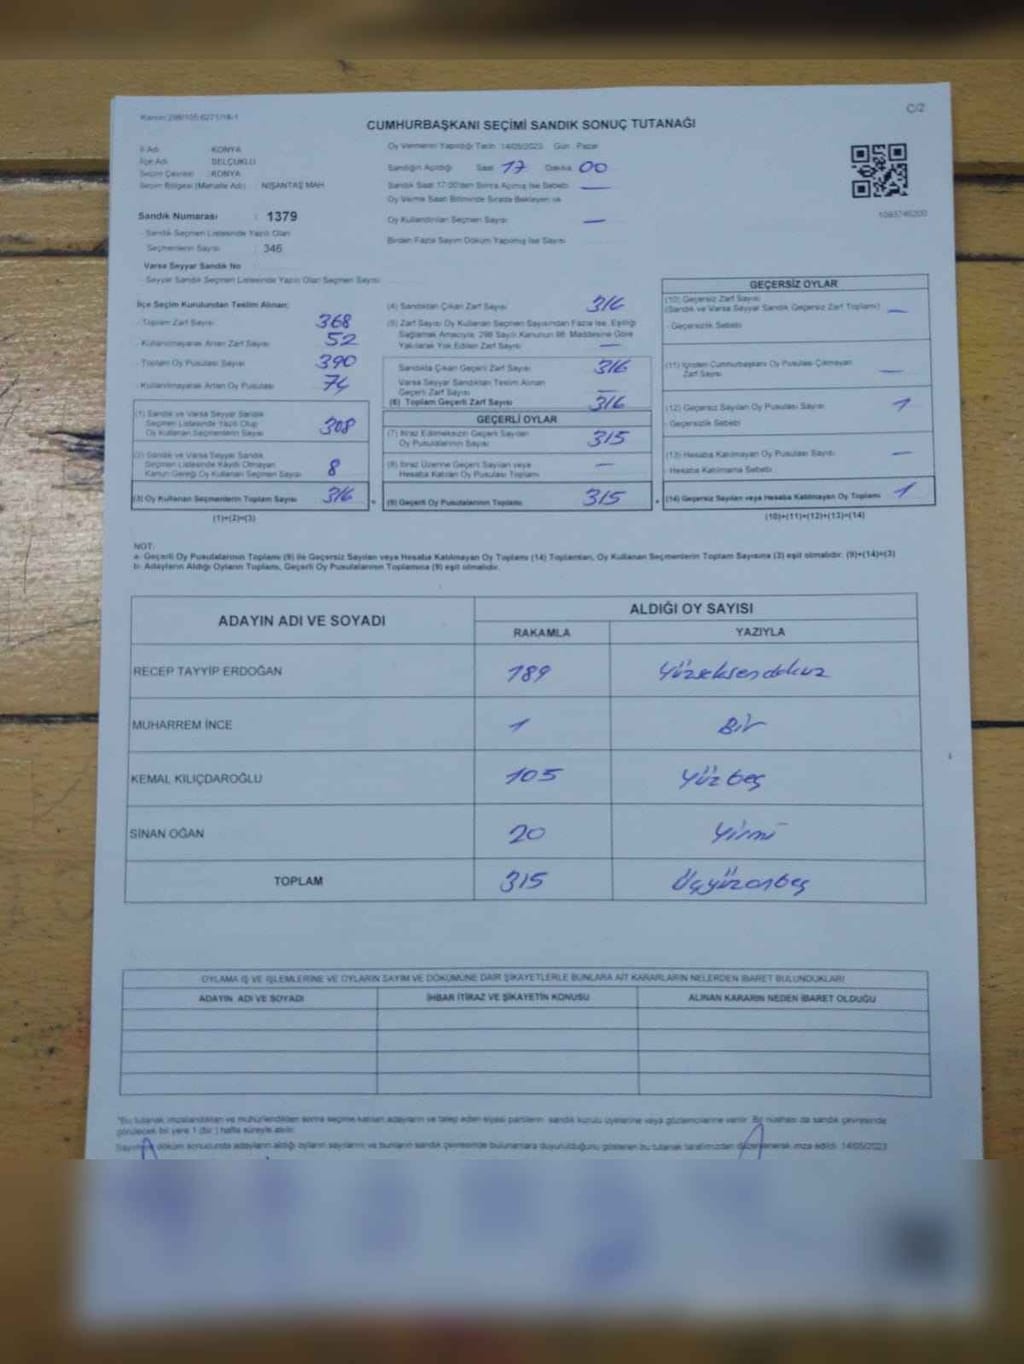 C/2
CUMHURBAŞKANI SEÇİMİ SANDIK SONUÇ TUTANAĞI
İl Adı : KONYA
İlçe Adı : SELÇUKLU
Seçim Çevresi : KONYA
Seçim Bölgesi (Mahalle Adı) : NİŞANTAŞ MAH
Sandık Numarası : 1379
Sandık Seçmen Listesinde Yazılı Olan
Seçmenlerin Sayısı : 346
Varsa Seyyar Sandık No
Seyyar Sandık Seçmen Listesinde Yazılı Olan Seçmen Sayısı
Oy Vermenin Yapıldığı Tarih : 14/05/2023 Gün : Pazar
Sandığın Açıldığı Saat 17 Dakika 00
Sandık Saat 17:00'den Sonra Açılmış İse Sebebi —
Oy Verme Saati Bitiminde Sırada Bekleyen ve
Oy Kullandırılan Seçmen Sayısı —
Birden Fazla Sayım Döküm Yapılmış İse Sayısı
İlçe Seçim Kurulundan Teslim Alınan:
Toplam Zarf Sayısı 368
Kullanılmayarak Artan Zarf Sayısı 52
Toplam Oy Pusulası Sayısı 390
Kullanılmayarak Artan Oy Pusulası 74
(1) Sandık ve Varsa Seyyar Sandık
Seçmen Listesinde Yazılı Olup
Oy Kullanan Seçmenlerin Sayısı 308
(2) Sandık ve Varsa Seyyar Sandık
Seçmen Listesinde Kaydı Olmayan
Kanun Gereği Oy Kullanan Seçmen Sayısı 8
(3) Oy Kullanan Seçmenlerin Toplam Sayısı 316
(1)+(2)=(3)
(4) Sandıktan Çıkan Zarf Sayısı 316
(5) Zarf Sayısı Oy Kullanan Seçmen Sayısından Fazla İse, Eşitliği
Sağlamak Amacıyla; 298 Sayılı Kanunun 98. Maddesine Göre
Yakılarak Yok Edilen Zarf Sayısı —
Sandıkta Çıkan Geçerli Zarf Sayısı 316
Varsa Seyyar Sandıktan Teslim Alınan
Geçerli Zarf Sayısı —
(6) Toplam Geçerli Zarf Sayısı 316
GEÇERLİ OYLAR
(7) İtiraz Edilmeksizin Geçerli Sayılan
Oy Pusulalarının Sayısı 315
(8) İtiraz Üzerine Geçerli Sayılan veya
Hesaba Katılan Oy Pusulası Toplamı —
(9) Geçerli Oy Pusulalarının Toplamı 315
GEÇERSİZ OYLAR
(10) Geçersiz Zarf Sayısı
(Sandık ve Varsa Seyyar Sandık Geçersiz Zarf Toplamı) —
Geçersizlik Sebebi
(11) İçinden Cumhurbaşkanı Oy Pusulası Çıkmayan
Zarf Sayısı —
(12) Geçersiz Sayılan Oy Pusulası Sayısı 1
Geçersizlik Sebebi
(13) Hesaba Katılmayan Oy Pusulası Sayısı —
Hesaba Katılmama Sebebi
(14) Geçersiz Sayılan veya Hesaba Katılmayan Oy Toplamı 1
(10)+(11)+(12)+(13)=(14)
NOT:
a- Geçerli Oy Pusulalarının Toplamı (9) ile Geçersiz Sayılan veya Hesaba Katılmayan Oy Toplamı (14) Toplamları, Oy Kullanan Seçmenlerin Toplam Sayısına (3) eşit olmalıdır. (9)+(14)=(3)
b- Adayların Aldığı Oyların Toplamı, Geçerli Oy Pusulalarının Toplamına (9) eşit olmalıdır.
ADAYIN ADI VE SOYADI
ALDIĞI OY SAYISI
RAKAMLA YAZIYLA
RECEP TAYYİP ERDOĞAN 189 Yüzseksendokuz
MUHARREM İNCE 1 Bir
KEMAL KILIÇDAROĞLU 105 Yüzbeş
SİNAN OĞAN 20 Yirmi
TOPLAM 315 Üçyüzonbeş
OYLAMA İŞ VE İŞLEMLERİNE VE OYLARIN SAYIM VE DÖKÜMÜNE DAİR ŞİKAYETLERLE BUNLARA AİT KARARLARIN NELERDEN İBARET BULUNDUKLARI
ADAYIN ADI VE SOYADI İHBAR İTİRAZ VE ŞİKAYETİN KONUSU ALINAN KARARIN NEDEN İBARET OLDUĞU
"Bu tutanak imzalandıktan ve mühürlendikten sonra seçime katılan adayların ve talep eden siyasi partilerin sandık kurulu üyelerine veya gözlemcilerine verilir. Bir nüshası da sandık çevresinde
görülecek bir yere 1 (bir) hafta süreyle asılır.
döküm sonucunda adayların aldığı oyların sayılarını ve bunların sandık çevresinde bulunanlara duyurulduğunu gösteren bu tutanak tarafımızdan düzenlenerek imza edildi. 14/05/2023